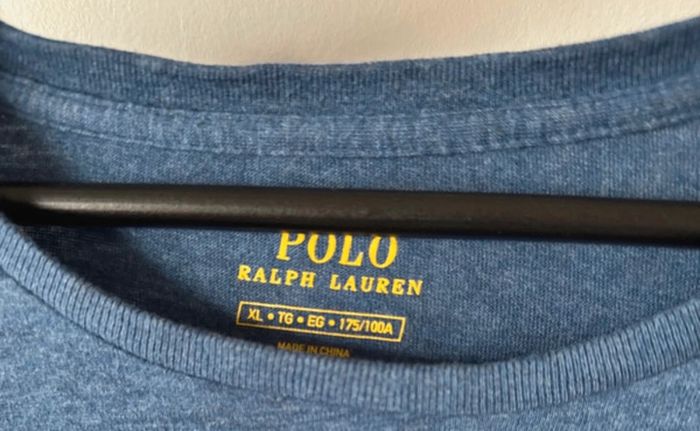 POLO
RALPH LAUREN
XL • TG • EG • 175/100A
MADE IN CHINA